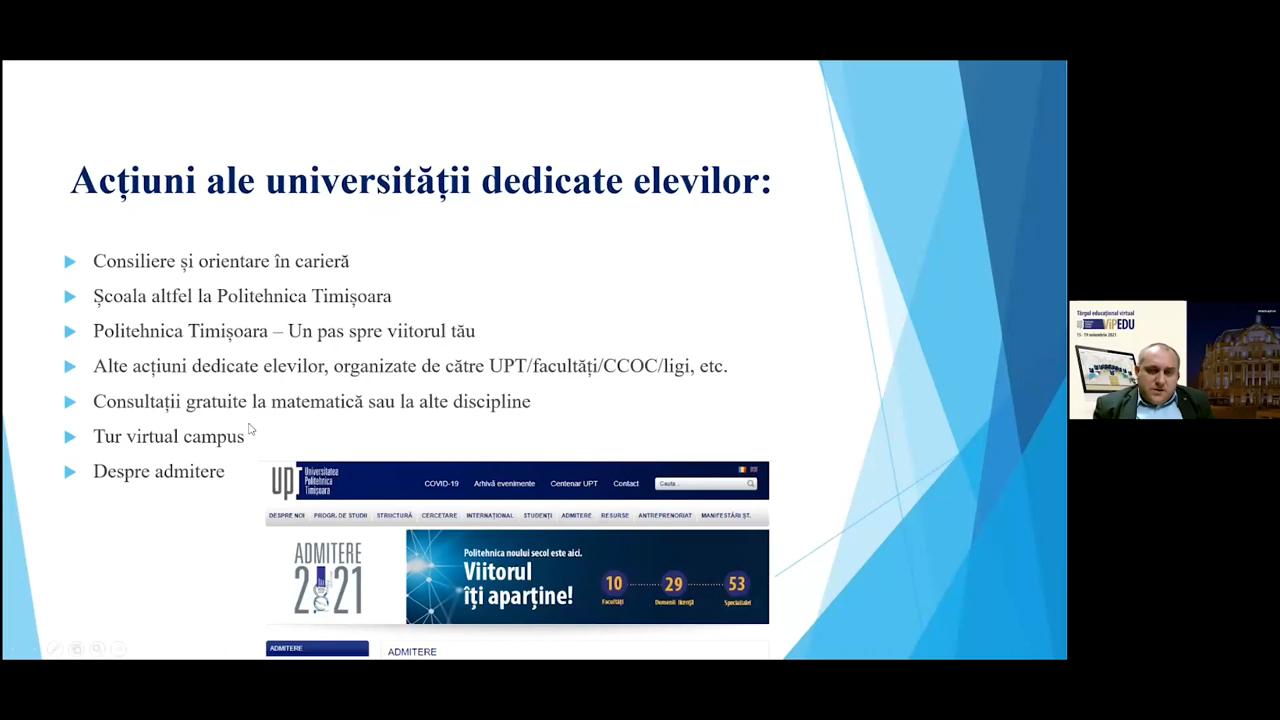 Acțiuni ale universității dedicate elevilor:
Consiliere și orientare în carieră
Școala altfel la Politehnica Timișoara
Politehnica Timișoara – Un pas spre viitorul tău
Alte acțiuni dedicate elevilor, organizate de către UPT/facultăți/CCOC/ligi, etc.
Consultații gratuite la matematică sau la alte discipline
Tur virtual campus
Despre admitere
UPT Universitatea
Politehnica
Timișoara
COVID-19 Arhivă evenimente Centenar UPT Contact Cauta...
DESPRE NOI PROGR. DE STUDII STRUCTURĂ CERCETARE INTERNAȚIONAL STUDENȚI ADMITERE RESURSE ANTREPRENORIAT MANIFESTĂRI ȘT.
ADMITERE
2021
Politehnica noului secol este aici.
Viitorul
îți aparține!
10 29 53
Facultăți Domenii licență Specializări
ADMITERE
ADMITERE
Târgul educațional virtual
ViPEDU
15 - 19 noiembrie 2021